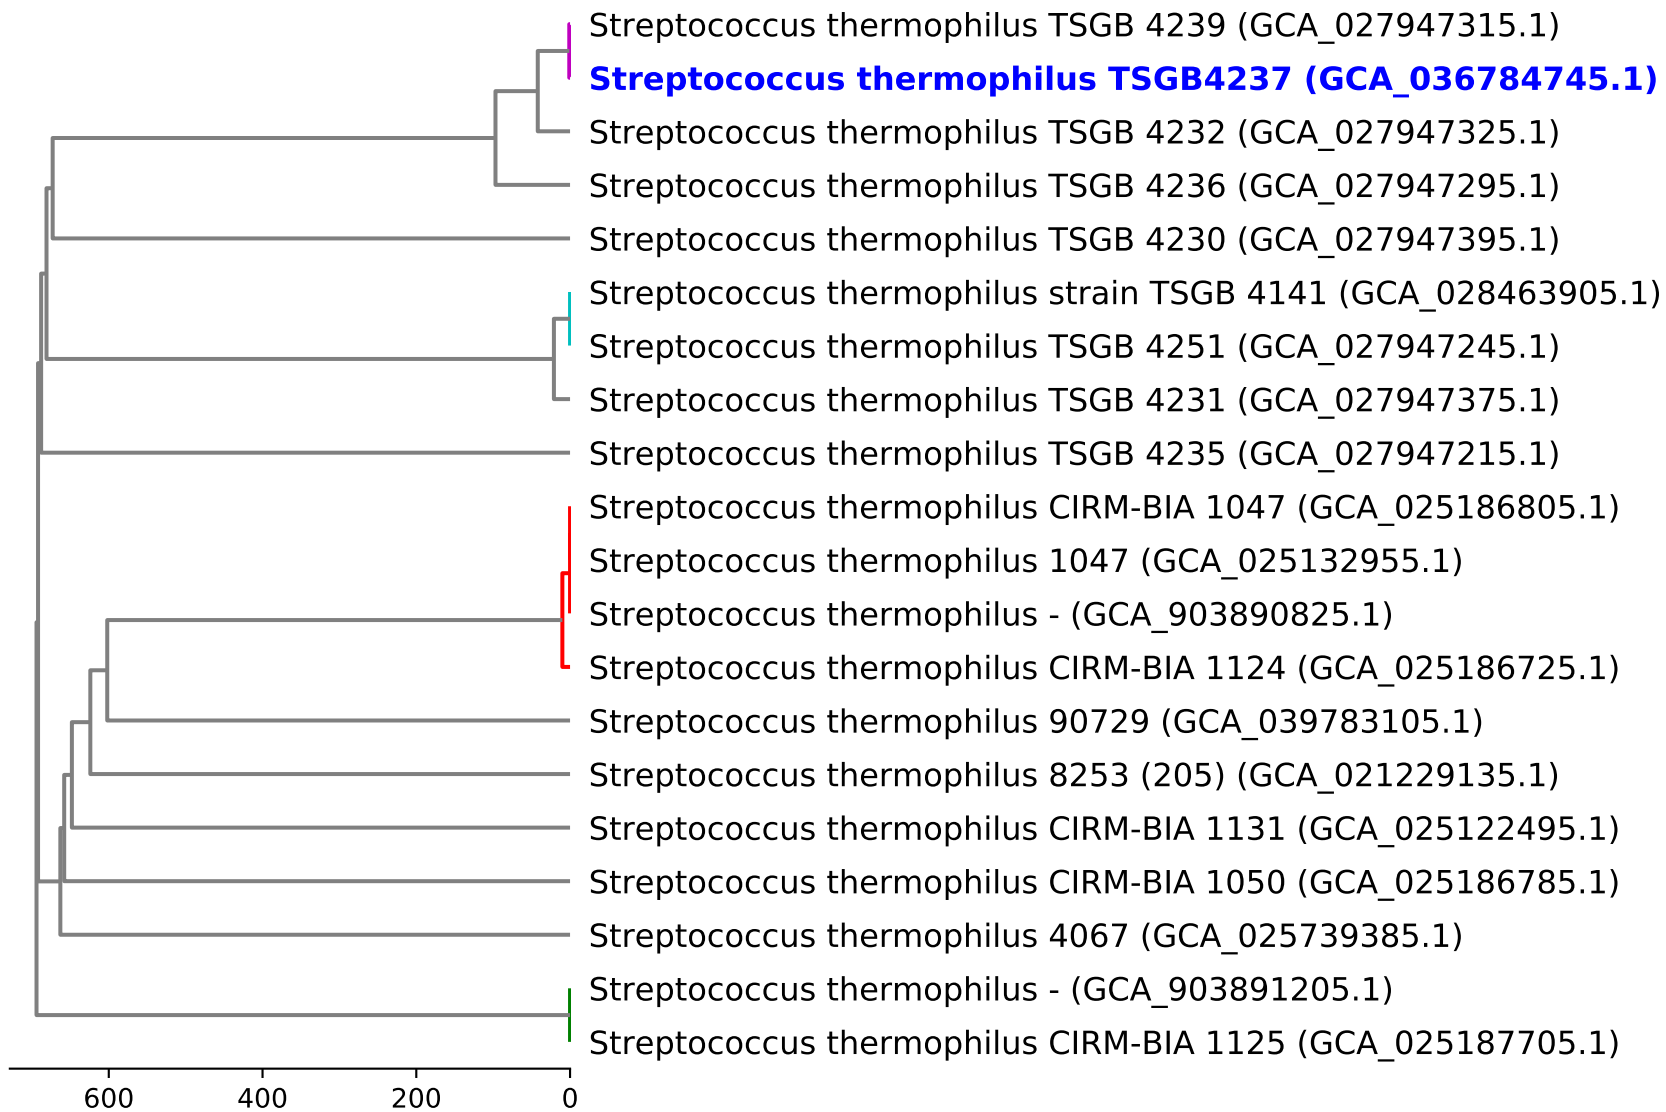 Streptococcus thermophilus TSGB 4239 (GCA_027947315.1)
Streptococcus thermophilus TSGB4237 (GCA_036784745.1)
Streptococcus thermophilus TSGB 4232 (GCA_027947325.1)
Streptococcus thermophilus TSGB 4236 (GCA_027947295.1)
Streptococcus thermophilus TSGB 4230 (GCA_027947395.1)
Streptococcus thermophilus strain TSGB 4141 (GCA_028463905.1)
Streptococcus thermophilus TSGB 4251 (GCA_027947245.1)
Streptococcus thermophilus TSGB 4231 (GCA_027947375.1)
Streptococcus thermophilus TSGB 4235 (GCA_027947215.1)
Streptococcus thermophilus CIRM-BIA 1047 (GCA_025186805.1)
Streptococcus thermophilus 1047 (GCA_025132955.1)
Streptococcus thermophilus - (GCA_903890825.1)
Streptococcus thermophilus CIRM-BIA 1124 (GCA_025186725.1)
Streptococcus thermophilus 90729 (GCA_039783105.1)
Streptococcus thermophilus 8253 (205) (GCA_021229135.1)
Streptococcus thermophilus CIRM-BIA 1131 (GCA_025122495.1)
Streptococcus thermophilus CIRM-BIA 1050 (GCA_025186785.1)
Streptococcus thermophilus 4067 (GCA_025739385.1)
Streptococcus thermophilus - (GCA_903891205.1)
Streptococcus thermophilus CIRM-BIA 1125 (GCA_025187705.1)
600 400 200 0